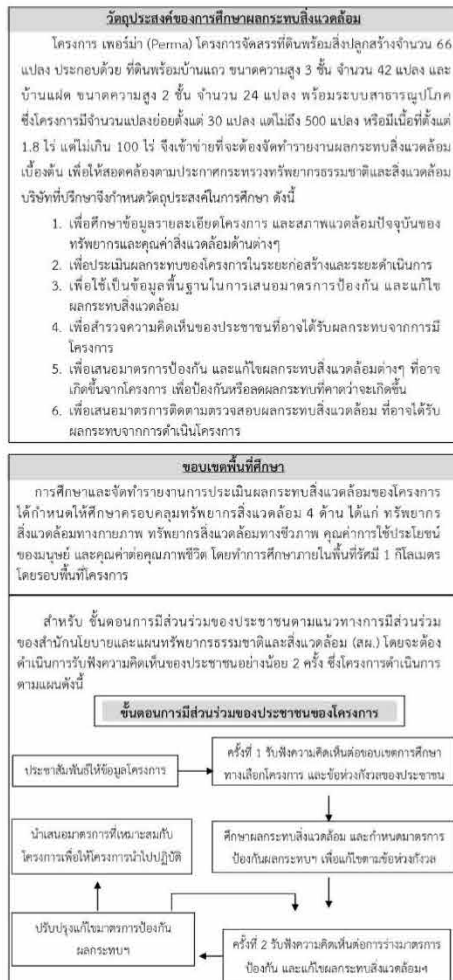 วัตถุประสงค์ของการศึกษาผลกระทบสิ่งแวดล้อม
โครงการ เพอร์ม่า (Perma) โครงการจัดสรรที่ดินพร้อมสิ่งปลูกสร้างจำนวน 66
แปลง ประกอบด้วย ที่ดินพร้อมบ้านแถว ขนาดความสูง 3 ชั้น จำนวน 42 แปลง และ
บ้านแฝด ขนาดความสูง 2 ชั้น จำนวน 24 แปลง พร้อมระบบสาธารณูปโภค
ซึ่งโครงการมีจำนวนแปลงย่อยตั้งแต่ 30 แปลง แต่ไม่ถึง 500 แปลง หรือมีเนื้อที่ตั้งแต่
1.8 ไร่ แต่ไม่เกิน 100 ไร่ จึงเข้าข่ายที่จะต้องจัดทำรายงานผลกระทบสิ่งแวดล้อม
เบื้องต้น เพื่อให้สอดคล้องตามประกาศกระทรวงทรัพยากรธรรมชาติและสิ่งแวดล้อม
บริษัทที่ปรึกษาจึงกำหนดวัตถุประสงค์ในการศึกษา ดังนี้
1. เพื่อศึกษาข้อมูลรายละเอียดโครงการ และสภาพแวดล้อมปัจจุบันของ
ทรัพยากรและคุณค่าสิ่งแวดล้อมด้านต่างๆ
2. เพื่อประเมินผลกระทบของโครงการในระยะก่อสร้างและระยะดำเนินการ
3. เพื่อใช้เป็นข้อมูลพื้นฐานในการเสนอมาตรการป้องกัน และแก้ไข
ผลกระทบสิ่งแวดล้อม
4. เพื่อสำรวจความคิดเห็นของประชาชนที่อาจได้รับผลกระทบจากการมี
โครงการ
5. เพื่อเสนอมาตรการป้องกัน และแก้ไขผลกระทบสิ่งแวดล้อมต่างๆ ที่อาจ
เกิดขึ้นจากโครงการ เพื่อป้องกันหรือลดผลกระทบที่คาดว่าจะเกิดขึ้น
6. เพื่อเสนอมาตรการติดตามตรวจสอบผลกระทบสิ่งแวดล้อม ที่อาจได้รับ
ผลกระทบจากการดำเนินโครงการ
ขอบเขตพื้นที่ศึกษา
การศึกษาและจัดทำรายงานการประเมินผลกระทบสิ่งแวดล้อมของโครงการ
ได้กำหนดให้ศึกษาครอบคลุมทรัพยากรสิ่งแวดล้อม 4 ด้าน ได้แก่ ทรัพยากร
สิ่งแวดล้อมทางกายภาพ ทรัพยากรสิ่งแวดล้อมทางชีวภาพ คุณค่าการใช้ประโยชน์
ของมนุษย์ และคุณค่าต่อคุณภาพชีวิต โดยทำการศึกษาภายในพื้นที่รัศมี 1 กิโลเมตร
โดยรอบพื้นที่โครงการ
สำหรับ ขั้นตอนการมีส่วนร่วมของประชาชนตามแนวทางการมีส่วนร่วม
ของสำนักนโยบายและแผนทรัพยากรธรรมชาติและสิ่งแวดล้อม (สผ.) โดยจะต้อง
ดำเนินการรับฟังความคิดเห็นของประชาชนอย่างน้อย 2 ครั้ง ซึ่งโครงการดำเนินการ
ตามแผนดังนี้
ขั้นตอนการมีส่วนร่วมของประชาชนของโครงการ
ประชาสัมพันธ์ให้ข้อมูลโครงการ
ครั้งที่ 1 รับฟังความคิดเห็นต่อขอบเขตการศึกษา
ทางเลือกโครงการ และข้อห่วงกังวลของประชาชน
นำเสนอมาตรการที่เหมาะสมกับ
โครงการเพื่อให้โครงการนำไปปฏิบัติ
ศึกษาผลกระทบสิ่งแวดล้อม และกำหนดมาตรการ
ป้องกันผลกระทบฯ เพื่อแก้ไขตามข้อห่วงกังวล
ปรับปรุงแก้ไขมาตรการป้องกัน
ผลกระทบฯ
ครั้งที่ 2 รับฟังความคิดเห็นต่อการร่างมาตรการ
ป้องกัน และแก้ไขผลกระทบสิ่งแวดล้อมฯ